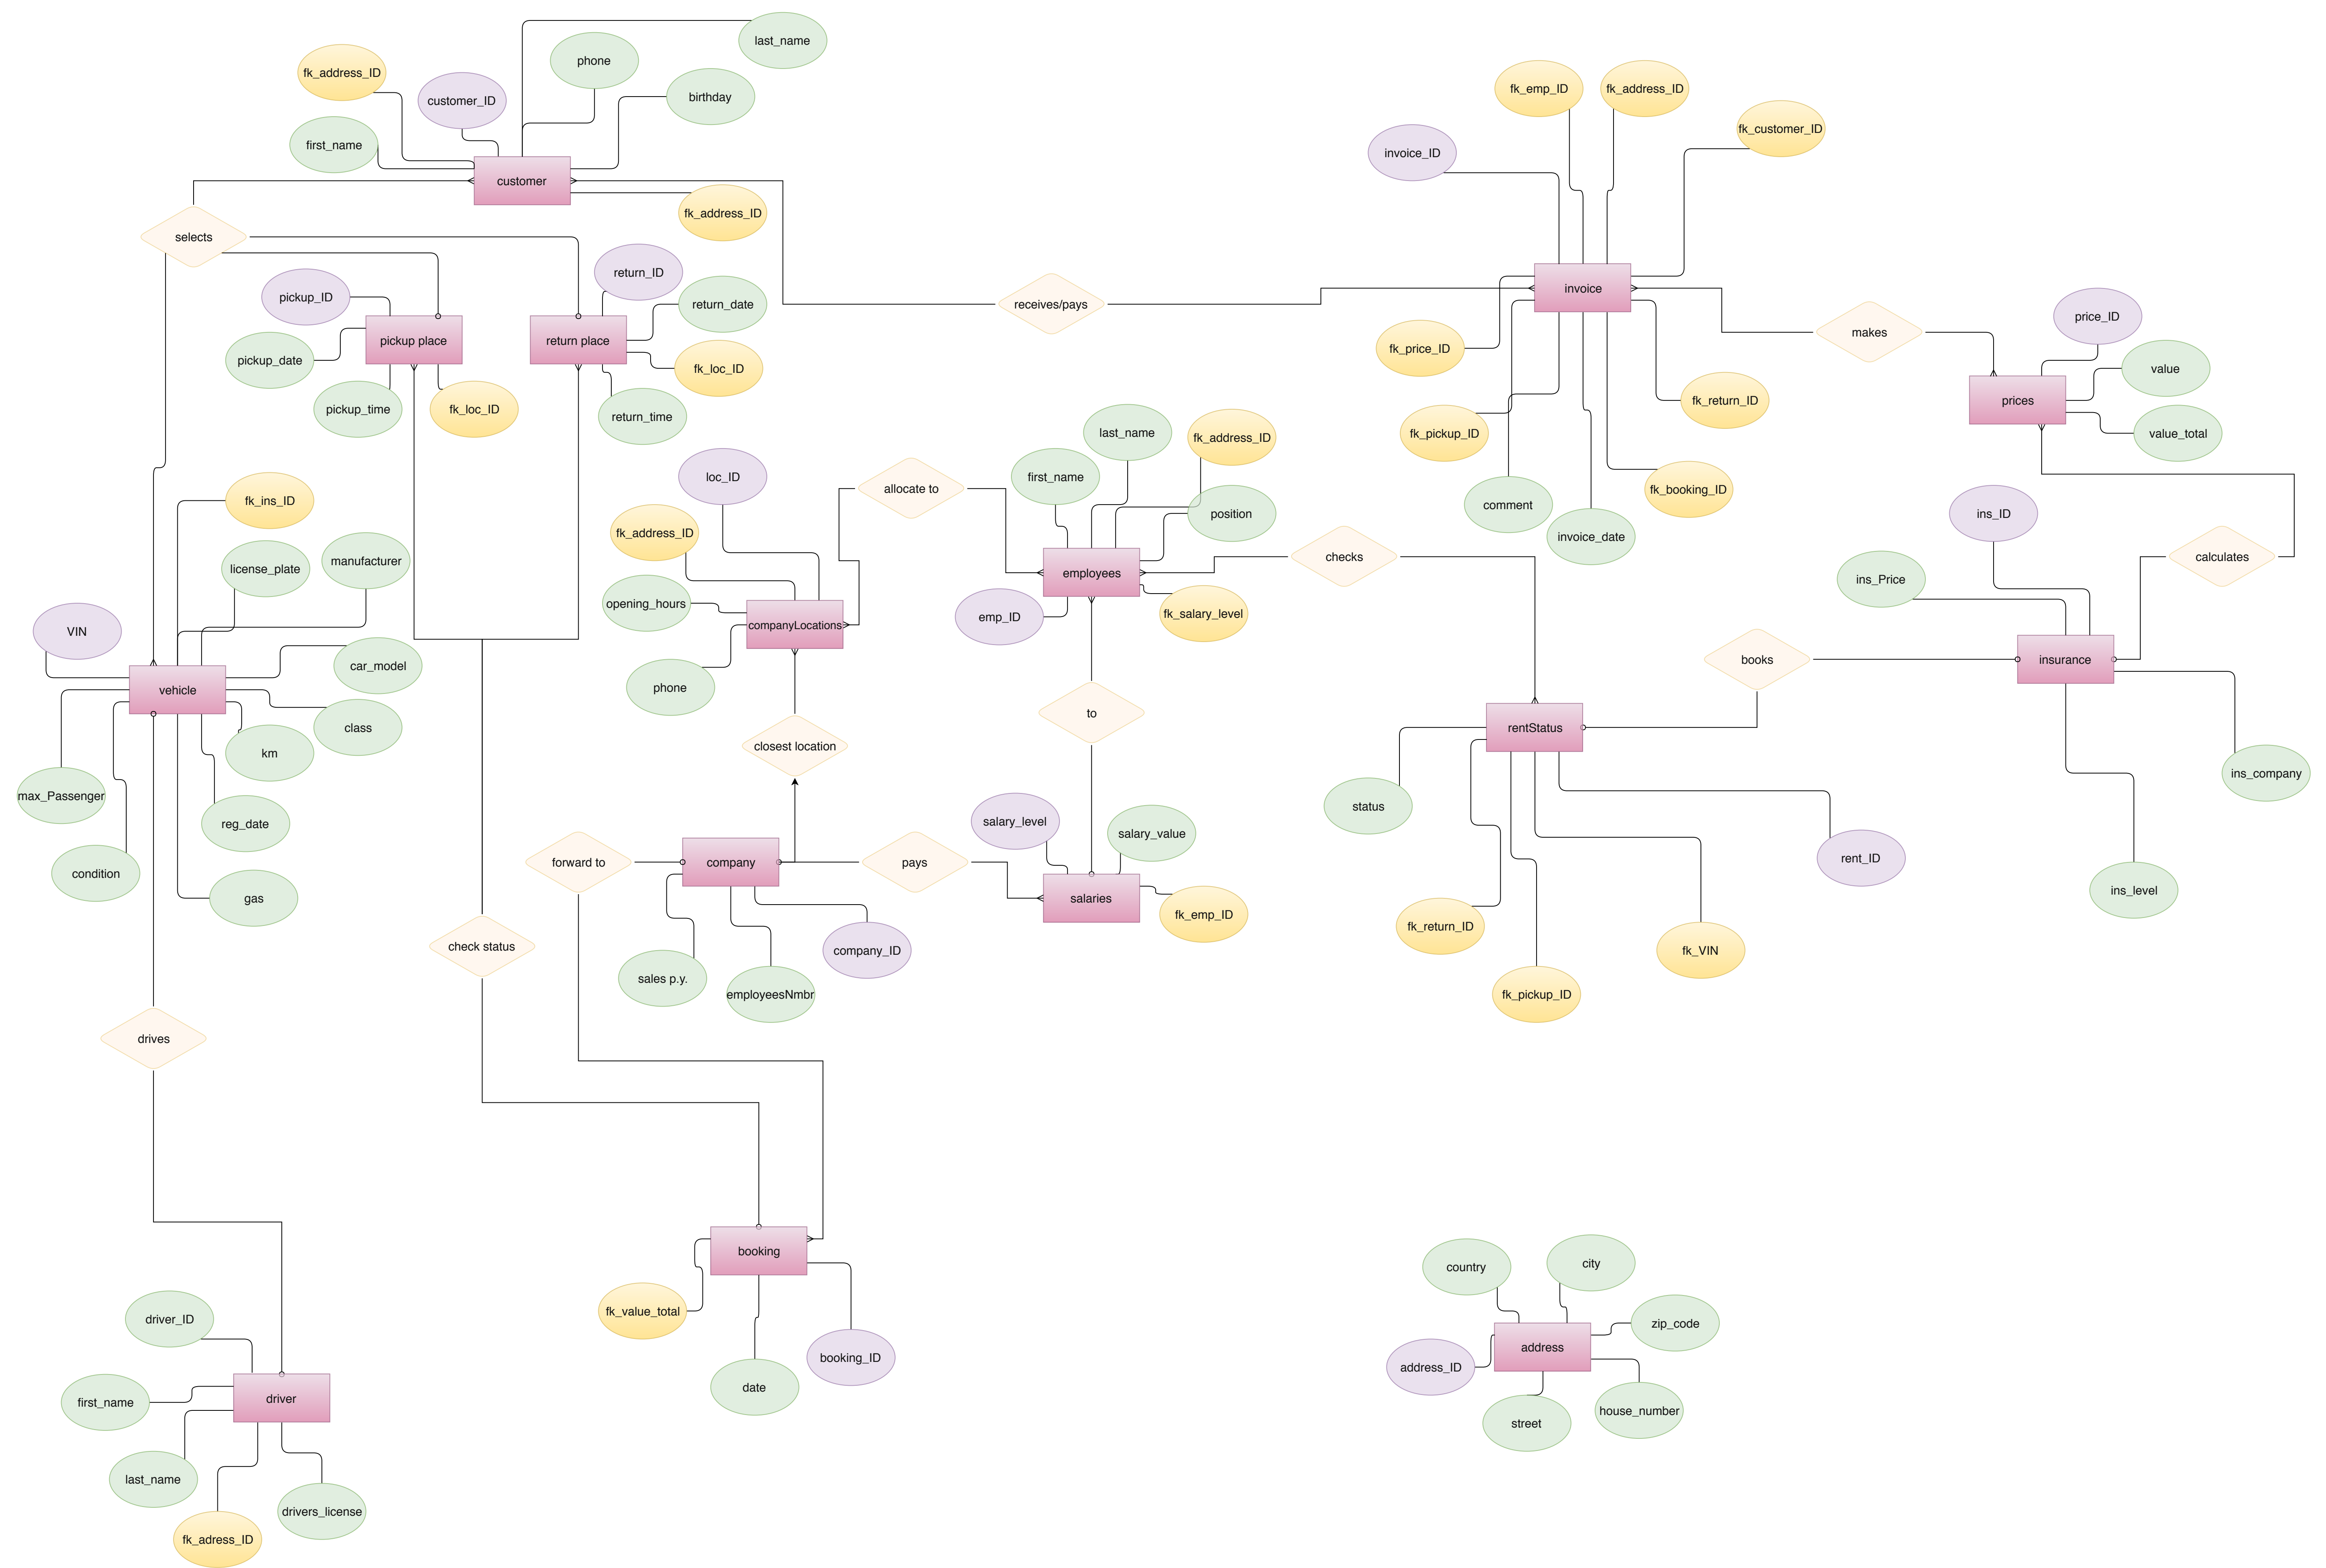 last_name
phone
fk_address_ID
customer_ID
birthday
first_name
customer
fk_address_ID
selects
fk_emp_ID
fk_address_ID
fk_customer_ID
invoice_ID
invoice
receives/pays
makes
price_ID
value
prices
value_total
fk_price_ID
fk_return_ID
fk_pickup_ID
fk_booking_ID
comment
invoice_date
return_ID
pickup_ID
return_date
pickup place
return place
pickup_date
fk_loc_ID
pickup_time
fk_loc_ID
return_time
last_name
fk_address_ID
first_name
loc_ID
allocate to
position
fk_address_ID
checks
employees
opening_hours
companyLocations
emp_ID
fk_salary_level
phone
closest location
to
fk_ins_ID
manufacturer
license_plate
VIN
car_model
vehicle
class
km
max_Passenger
reg_date
condition
gas
ins_ID
calculates
ins_Price
books
insurance
rentStatus
status
ins_company
rent_ID
ins_level
fk_return_ID
fk_VIN
fk_pickup_ID
salary_level
salary_value
forward to
company
pays
salaries
fk_emp_ID
check status
company_ID
sales p.y.
employeesNmbr
drives
booking
fk_value_total
booking_ID
date
country
city
zip_code
address
address_ID
house_number
street
driver_ID
driver
first_name
last_name
drivers_license
fk_adress_ID